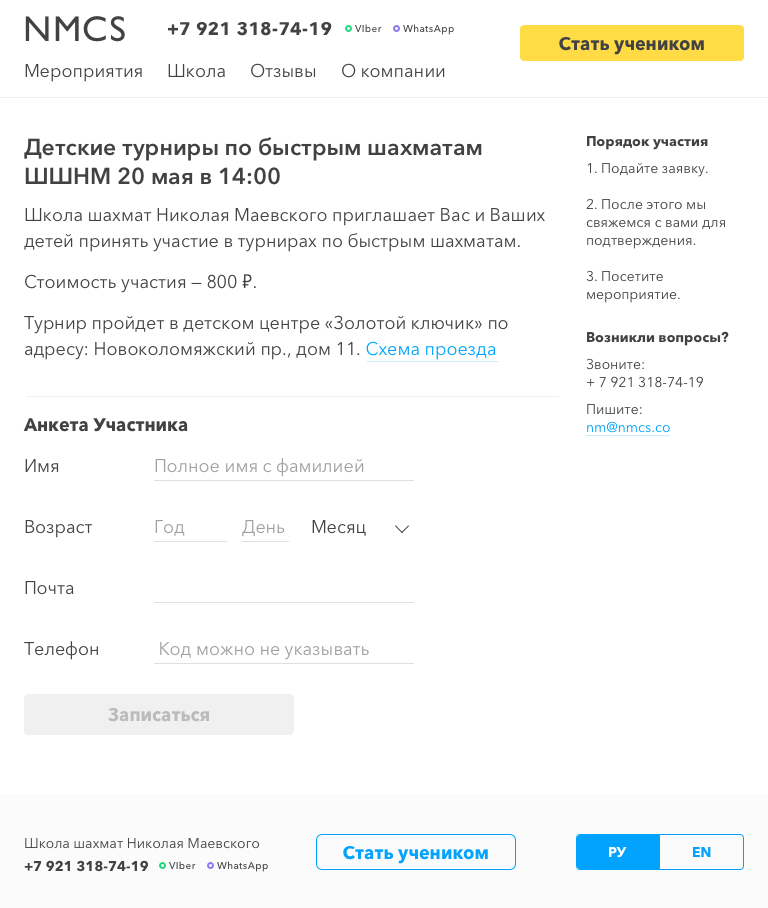 NMCS
+7 921 318-74-19
VIber
WhatsApp
Стать учеником
Мероприятия
Школа
Отзывы
О компании
Детские турниры по быстрым шахматам
ШШНМ 20 мая в 14:00
Школа шахмат Николая Маевского приглашает Вас и Ваших
детей принять участие в турнирах по быстрым шахматам.
Стоимость участия — 800 ₽.
Турнир пройдет в детском центре «Золотой ключик» по
адресу: Новоколомяжский пр., дом 11. Схема проезда
Порядок участия
1. Подайте заявку.
2. После этого мы
свяжемся с вами для
подтверждения.
3. Посетите
мероприятие.
Возникли вопросы?
Звоните:
+ 7 921 318-74-19
Пишите:
nm@nmcs.co
Анкета Участника
Имя
Полное имя с фамилией
Возраст
Год
День
Месяц
Почта
Телефон
Код можно не указывать
Записаться
Школа шахмат Николая Маевского
+7 921 318-74-19
VIber
WhatsApp
Стать учеником
РУ
EN